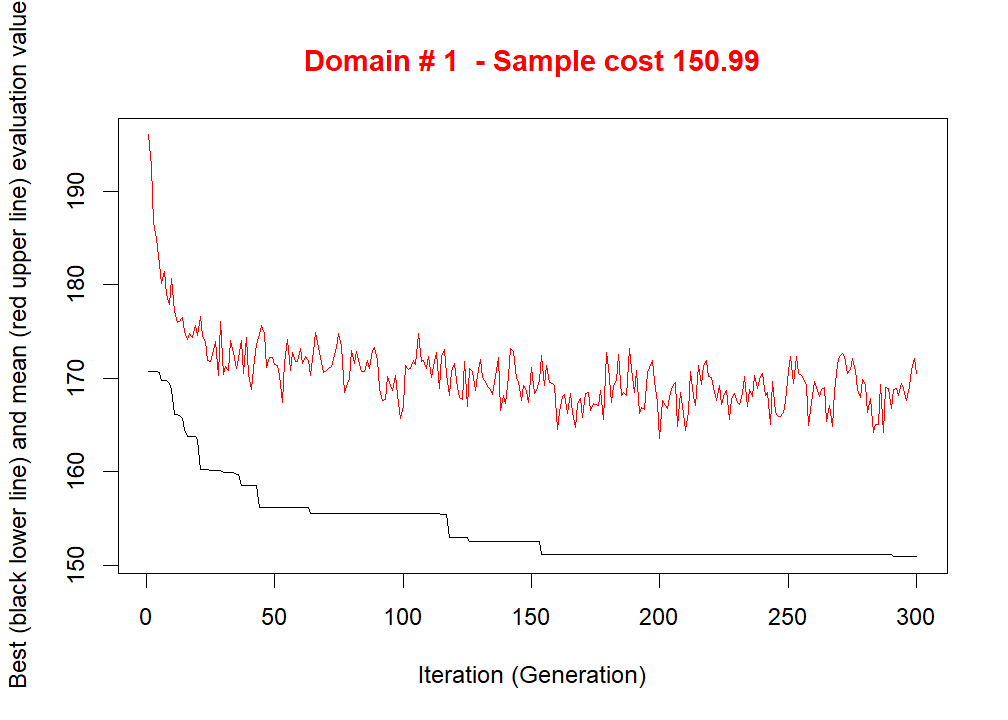 Domain # 1  - Sample cost 150.99
Best (black lower line) and mean (red upper line) evaluation value
190
180
170
160
150
0 50 100 150 200 250 300
Iteration (Generation)